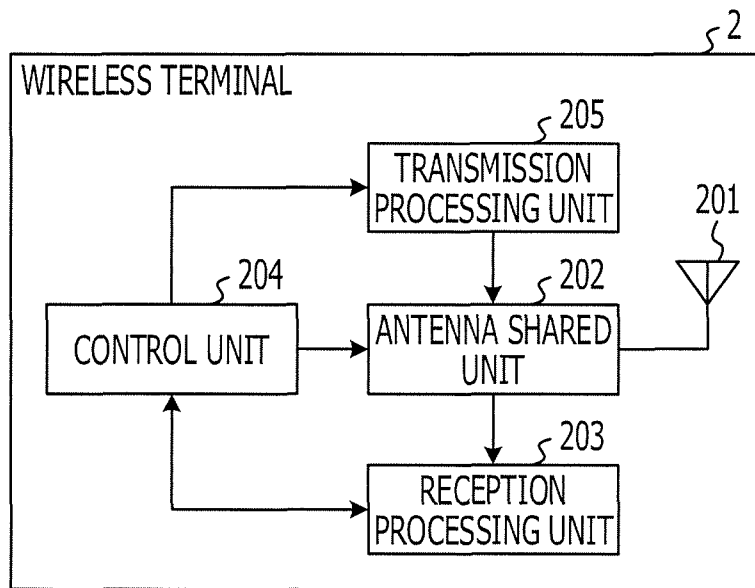 2
WIRELESS TERMINAL
205
TRANSMISSION
PROCESSING UNIT
201
204
202
CONTROL UNIT
ANTENNA SHARED
UNIT
203
RECEPTION
PROCESSING UNIT